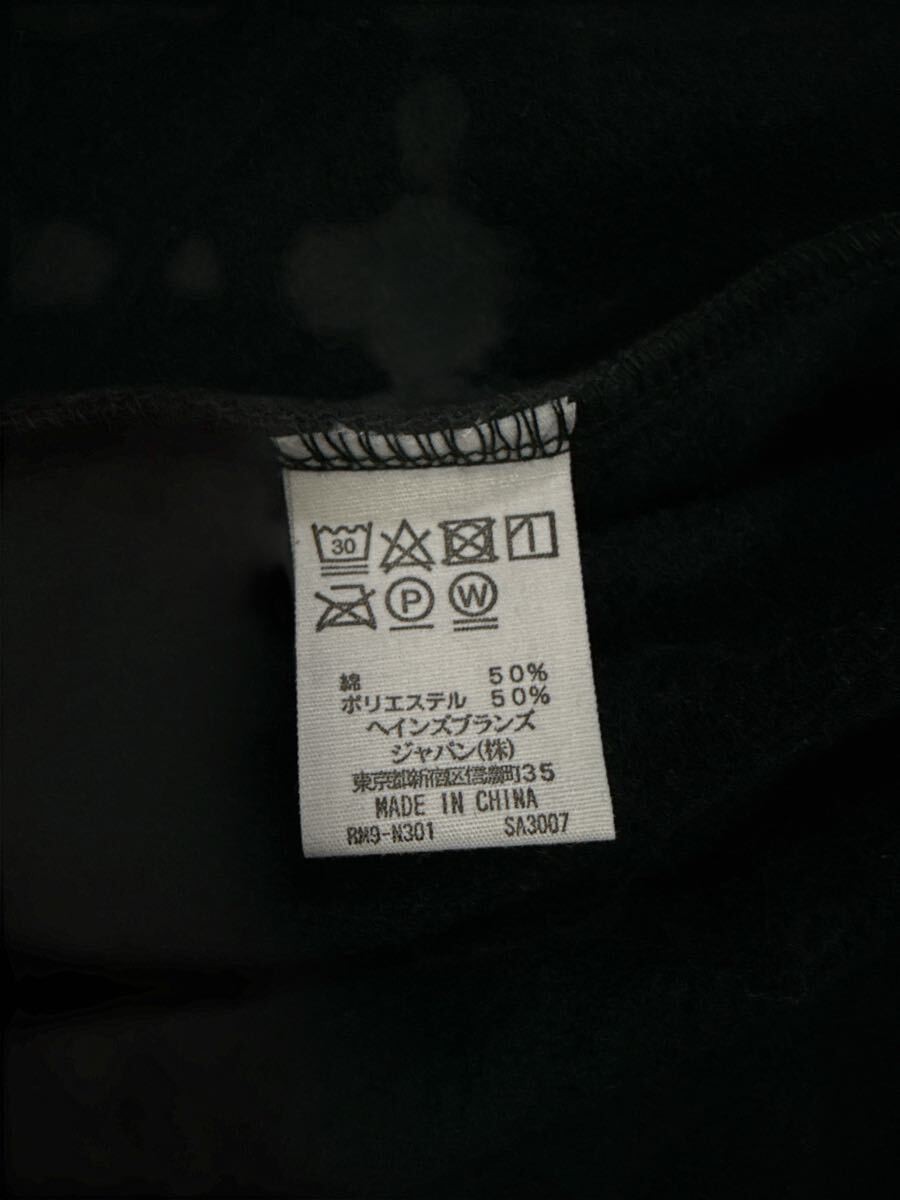 30
P W
綿 50%
ポリエステル 50%
ヘインズブランズ
ジャパン(株)
東京都新宿区信濃町35
MADE IN CHINA
RM9-N301 SA3007